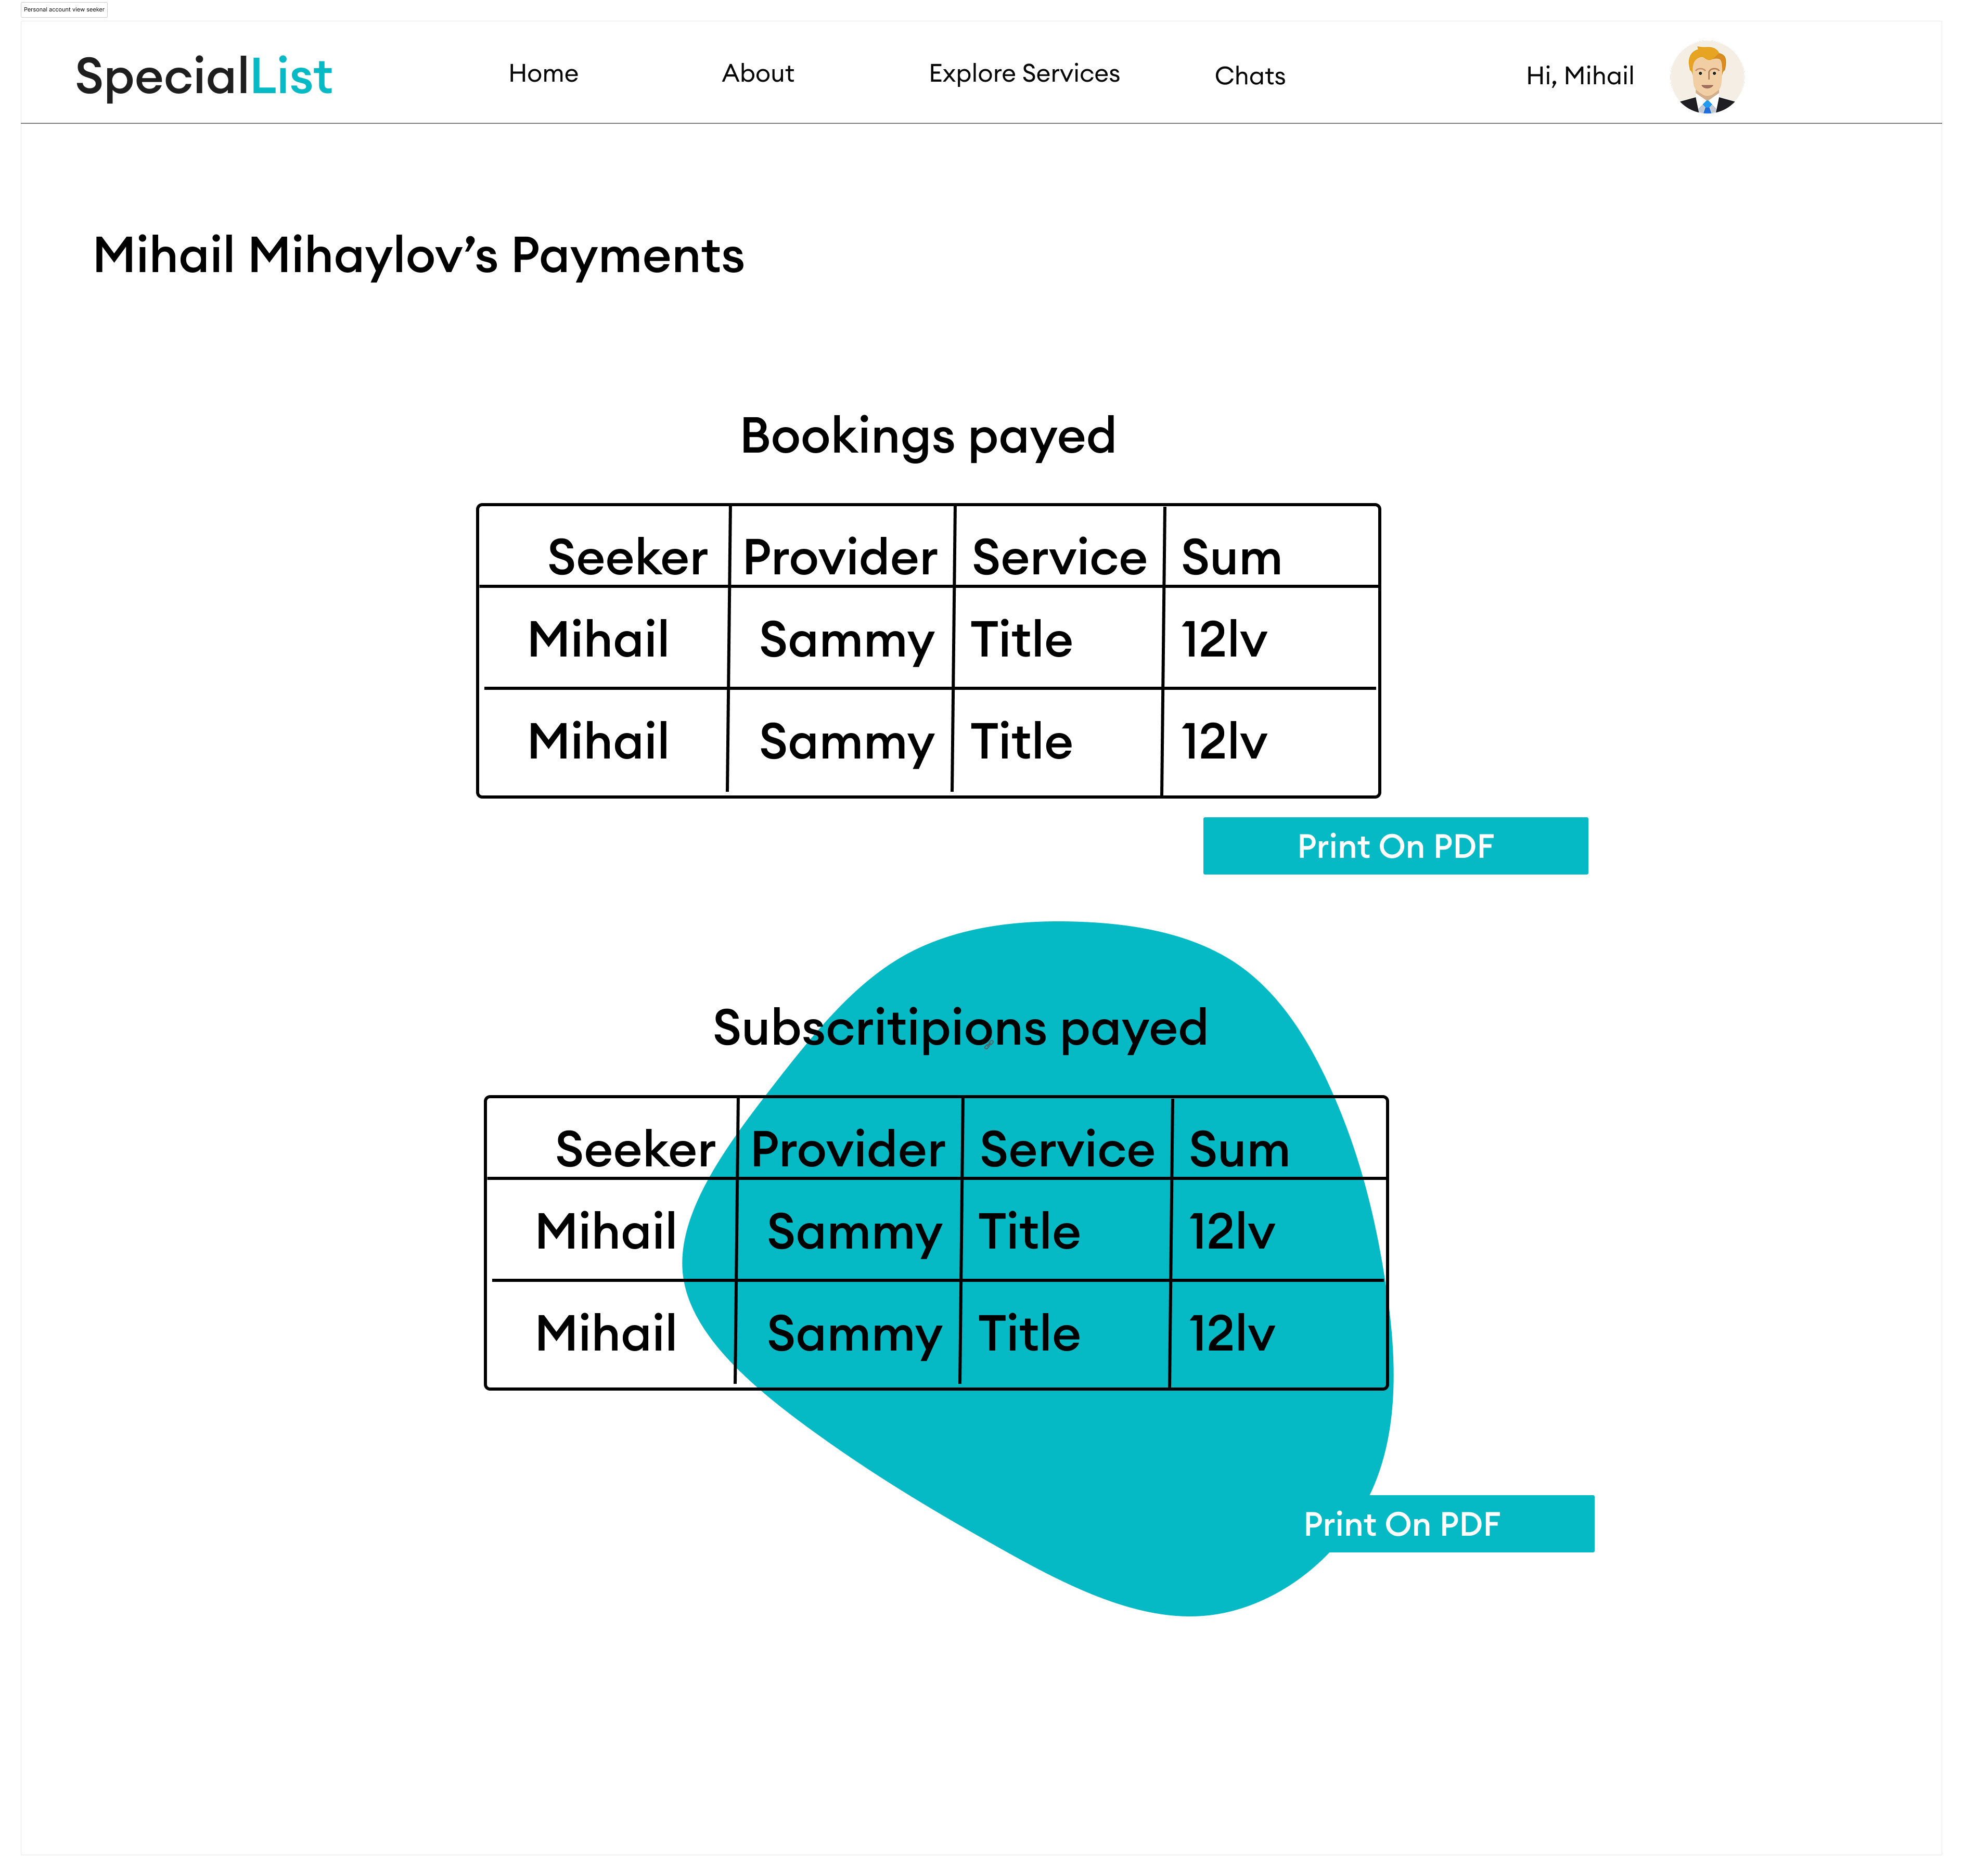 Personal account view seeker
SpecialList Home About Explore Services Chats Hi, Mihail
Mihail Mihaylov’s Payments
Bookings payed
Seeker Provider Service Sum
Mihail Sammy Title 12lv
Mihail Sammy Title 12lv
Print On PDF
Subscritipions payed
Seeker Provider Service Sum
Mihail Sammy Title 12lv
Mihail Sammy Title 12lv
Print On PDF